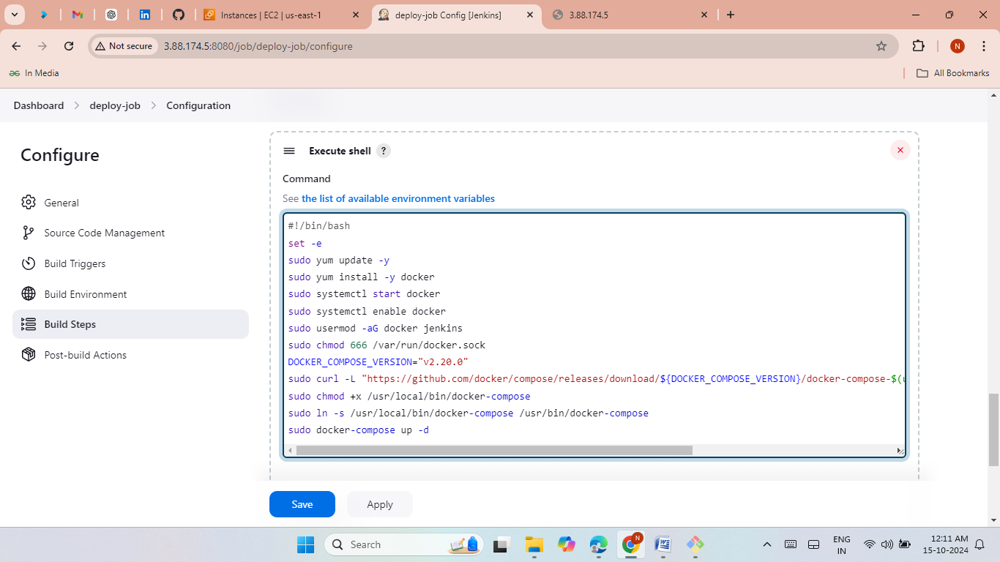 Instances | EC2 | us-east-1
deploy-job Config [Jenkins]
3.88.174.5
Not secure
3.88.174.5:8080/job/deploy-job/configure
N
In Media
All Bookmarks
Dashboard > deploy-job > Configuration
Configure
General
Source Code Management
Build Triggers
Build Environment
Build Steps
Post-build Actions
Execute shell ?
Command
See the list of available environment variables
#!/bin/bash
set -e
sudo yum update -y
sudo yum install -y docker
sudo systemctl start docker
sudo systemctl enable docker
sudo usermod -aG docker jenkins
sudo chmod 666 /var/run/docker.sock
DOCKER_COMPOSE_VERSION="v2.20.0"
sudo curl -L "https://github.com/docker/compose/releases/download/${DOCKER_COMPOSE_VERSION}/docker-compose-$(u
sudo chmod +x /usr/local/bin/docker-compose
sudo ln -s /usr/local/bin/docker-compose /usr/bin/docker-compose
sudo docker-compose up -d
Save
Apply
Search
N
ENG
IN
12:11 AM
15-10-2024